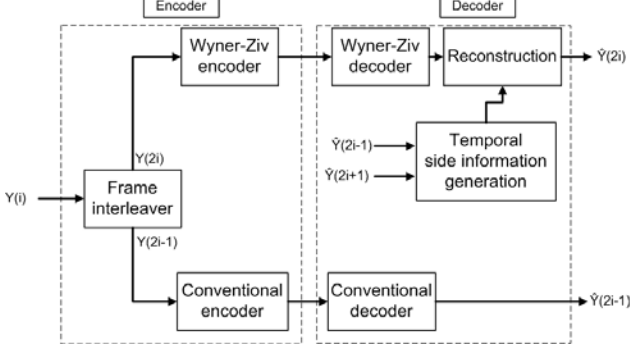 Encoder
Decoder
Wyner-Ziv
encoder
Wyner-Ziv
decoder
Reconstruction
Ŷ(2i)
Y(2i)
Ŷ(2i-1)
Ŷ(2i+1)
Temporal
side information
generation
Y(i)
Frame
interleaver
Y(2i-1)
Conventional
encoder
Conventional
decoder
Ŷ(2i-1)